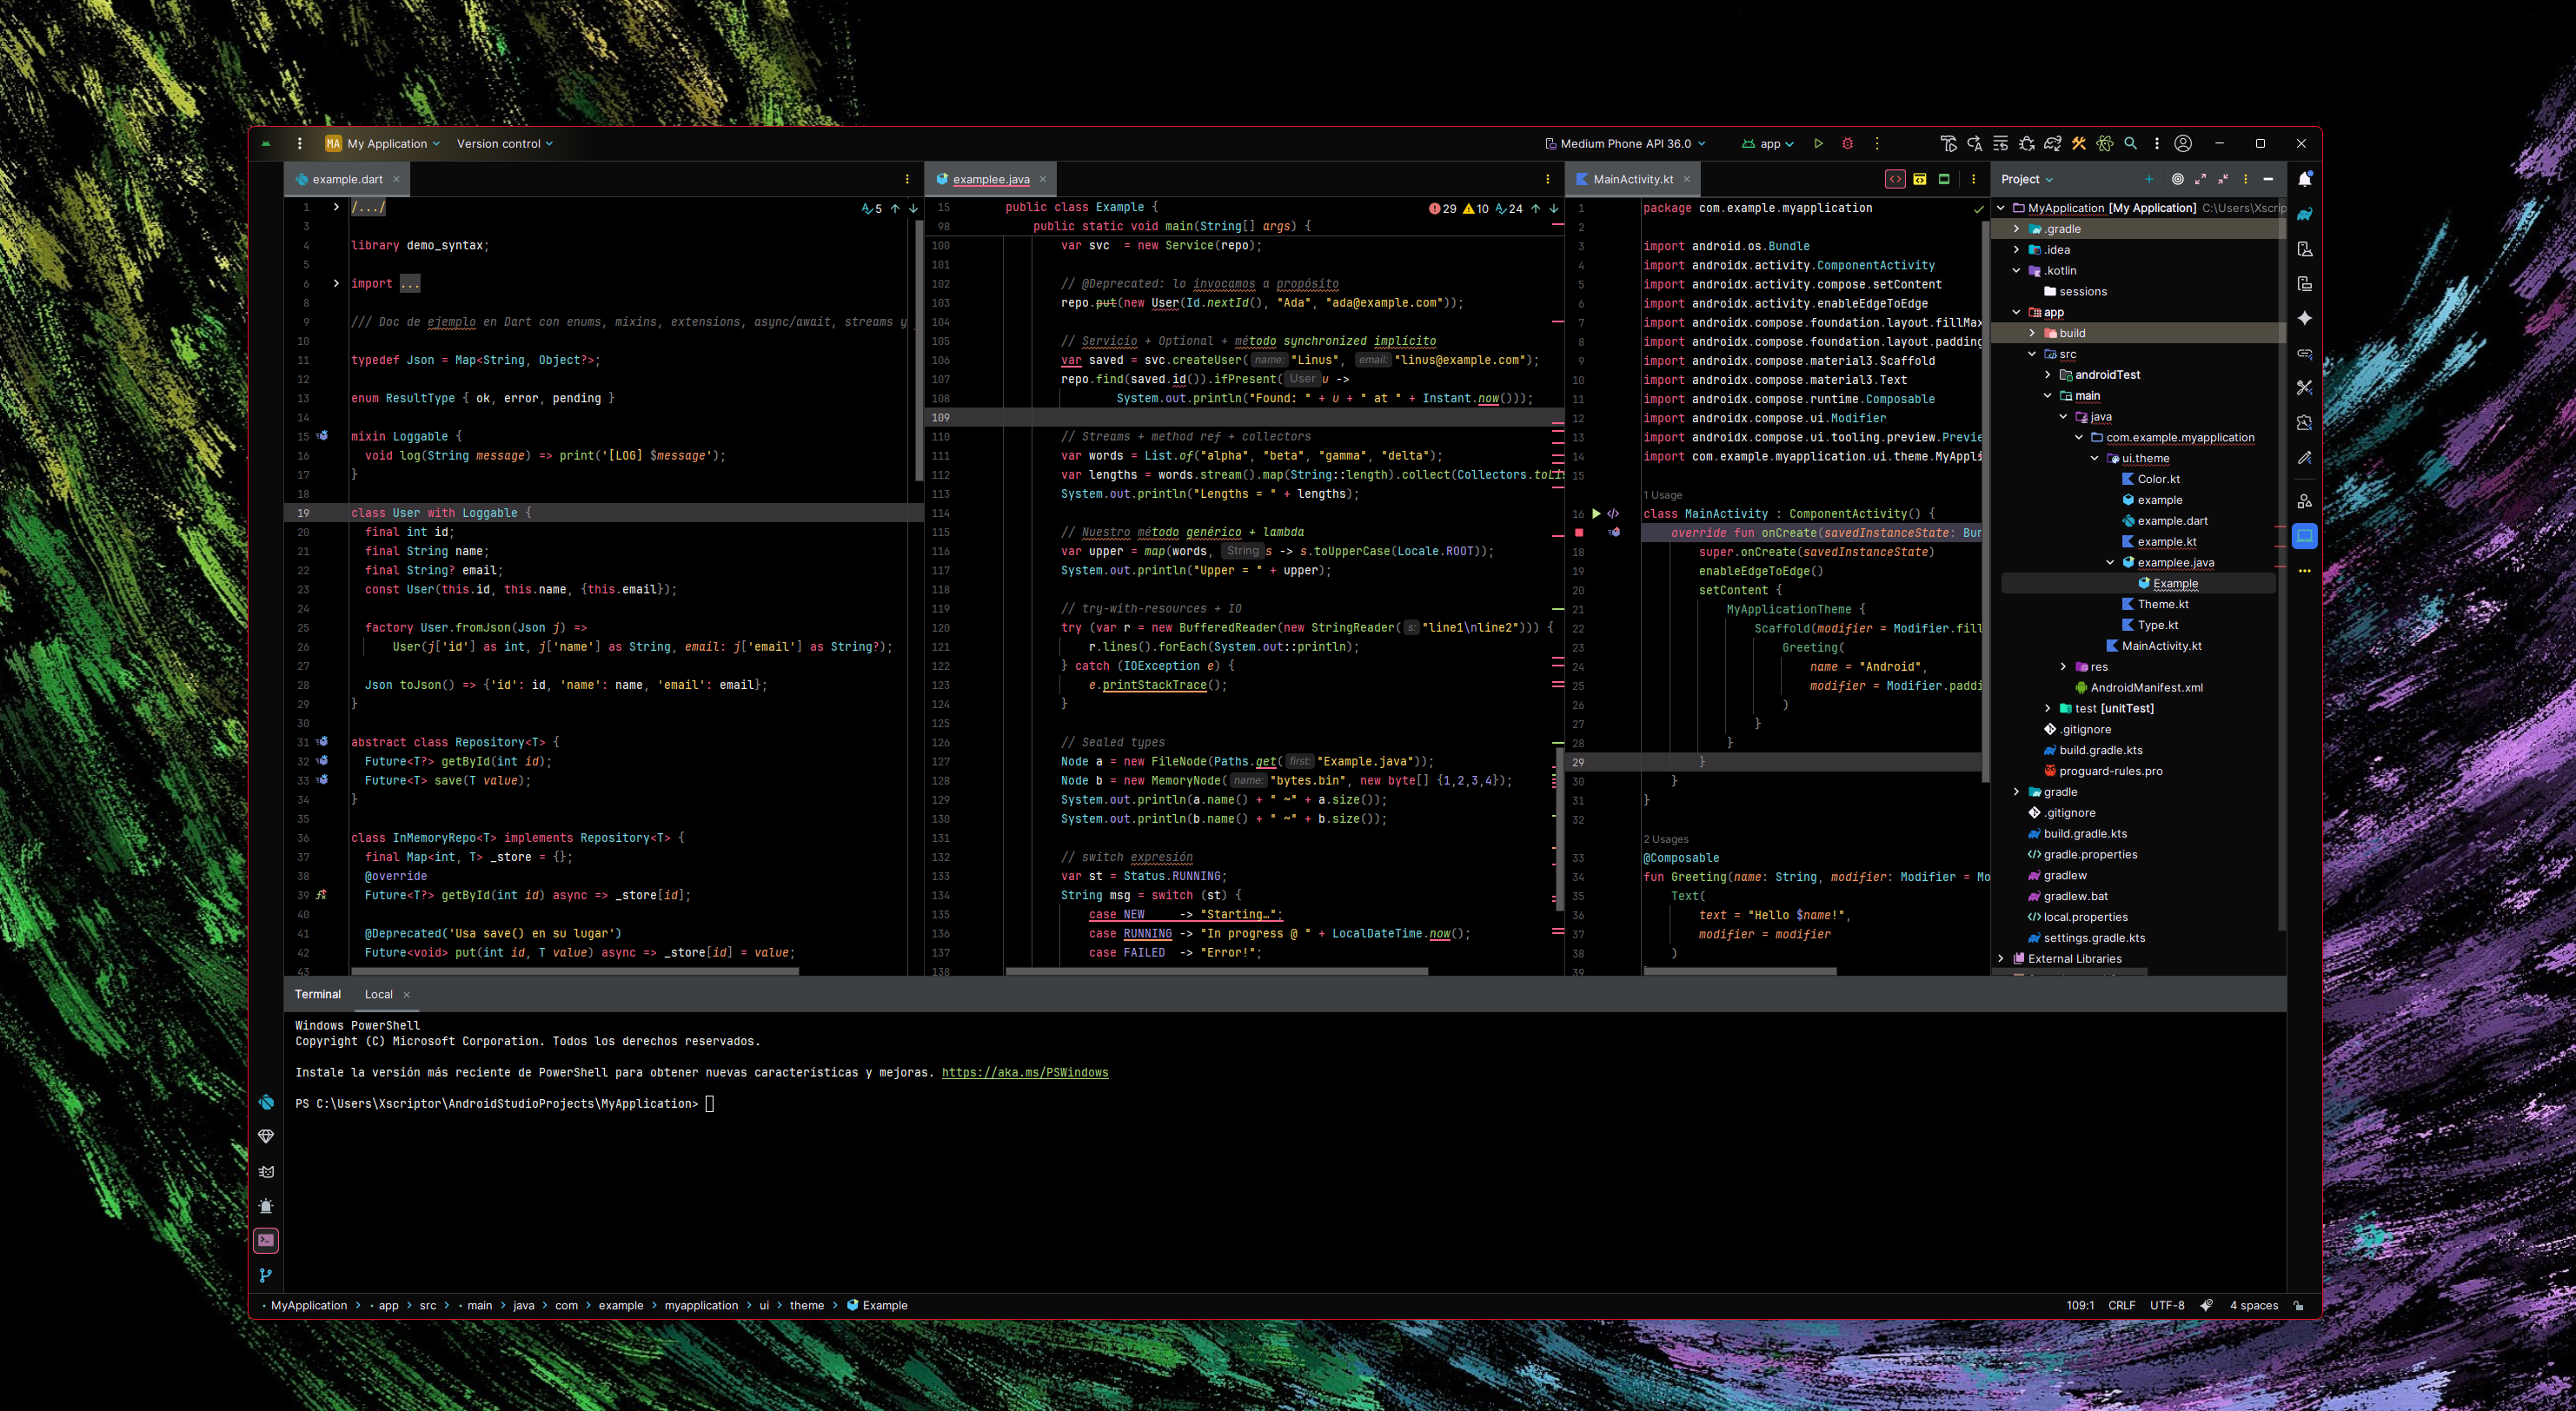 MA My Application Version control Medium Phone API 36.0 app
example.dart
5
1 /.../
3
4 library demo_syntax;
5
6 import ...
8
9 /// Doc de ejemplo en Dart con enums, mixins, extensions, async/await, streams y
10
11 typedef Json = Map<String, Object?>;
12
13 enum ResultType { ok, error, pending }
14
15 mixin Loggable {
16 void log(String message) => print('[LOG] $message');
17 }
18
19 class User with Loggable {
20 final int id;
21 final String name;
22 final String? email;
23 const User(this.id, this.name, {this.email});
24
25 factory User.fromJson(Json j) =>
26 User(j['id'] as int, j['name'] as String, email: j['email'] as String?);
27
28 Json toJson() => {'id': id, 'name': name, 'email': email};
29 }
30
31 abstract class Repository<T> {
32 Future<T?> getById(int id);
33 Future<T> save(T value);
34 }
35
36 class InMemoryRepo<T> implements Repository<T> {
37 final Map<int, T> _store = {};
38 @override
39 Future<T?> getById(int id) async => _store[id];
40
41 @Deprecated('Usa save() en su lugar')
42 Future<void> put(int id, T value) async => _store[id] = value;
43
examplee.java
29 10 24
15 public class Example {
98 public static void main(String[] args) {
100 var svc = new Service(repo);
101
102 // @Deprecated: lo invocamos a propósito
103 repo.put(new User(Id.nextId(), "Ada", "ada@example.com"));
104
105 // Servicio + Optional + método synchronized implícito
106 var saved = svc.createUser( name: "Linus", email: "linus@example.com");
107 repo.find(saved.id()).ifPresent( User u ->
108 System.out.println("Found: " + u + " at " + Instant.now()));
109
110 // Streams + method ref + collectors
111 var words = List.of("alpha", "beta", "gamma", "delta");
112 var lengths = words.stream().map(String::length).collect(Collectors.toLis
113 System.out.println("Lengths = " + lengths);
114
115 // Nuestro método genérico + lambda
116 var upper = map(words, String s -> s.toUpperCase(Locale.ROOT));
117 System.out.println("Upper = " + upper);
118
119 // try-with-resources + IO
120 try (var r = new BufferedReader(new StringReader( s: "line1\nline2"))) {
121 r.lines().forEach(System.out::println);
122 } catch (IOException e) {
123 e.printStackTrace();
124 }
125
126 // Sealed types
127 Node a = new FileNode(Paths.get( first: "Example.java"));
128 Node b = new MemoryNode( name: "bytes.bin", new byte[] {1,2,3,4});
129 System.out.println(a.name() + " ~" + a.size());
130 System.out.println(b.name() + " ~" + b.size());
131
132 // switch expresión
133 var st = Status.RUNNING;
134 String msg = switch (st) {
135 case NEW -> "Starting…";
136 case RUNNING -> "In progress @ " + LocalDateTime.now();
137 case FAILED -> "Error!";
138
MainActivity.kt
1 package com.example.myapplication
2
3 import android.os.Bundle
4 import androidx.activity.ComponentActivity
5 import androidx.activity.compose.setContent
6 import androidx.activity.enableEdgeToEdge
7 import androidx.compose.foundation.layout.fillMax
8 import androidx.compose.foundation.layout.padding
9 import androidx.compose.material3.Scaffold
10 import androidx.compose.material3.Text
11 import androidx.compose.runtime.Composable
12 import androidx.compose.ui.Modifier
13 import androidx.compose.ui.tooling.preview.Previe
14 import com.example.myapplication.ui.theme.MyAppli
15
1 Usage
16 class MainActivity : ComponentActivity() {
override fun onCreate(savedInstanceState: Bun
18 super.onCreate(savedInstanceState)
19 enableEdgeToEdge()
20 setContent {
21 MyApplicationTheme {
22 Scaffold(modifier = Modifier.fill
23 Greeting(
24 name = "Android",
25 modifier = Modifier.paddi
26 )
27 }
28 }
29 }
30 }
31 }
32
2 Usages
33 @Composable
34 fun Greeting(name: String, modifier: Modifier = Mo
35 Text(
36 text = "Hello $name!",
37 modifier = modifier
38 )
39
Project
MyApplication [My Application] C:\Users\Xscrip
.gradle
.idea
.kotlin
sessions
app
build
src
androidTest
main
java
com.example.myapplication
ui.theme
Color.kt
example
example.dart
example.kt
examplee.java
Example
Theme.kt
Type.kt
MainActivity.kt
res
AndroidManifest.xml
test [unitTest]
.gitignore
build.gradle.kts
proguard-rules.pro
gradle
.gitignore
build.gradle.kts
gradle.properties
gradlew
gradlew.bat
local.properties
settings.gradle.kts
External Libraries
Terminal Local
Windows PowerShell
Copyright (C) Microsoft Corporation. Todos los derechos reservados.
Instale la versión más reciente de PowerShell para obtener nuevas características y mejoras. https://aka.ms/PSWindows
PS C:\Users\Xscriptor\AndroidStudioProjects\MyApplication>
MyApplication > app > src > main > java > com > example > myapplication > ui > theme > Example
109:1 CRLF UTF-8 4 spaces